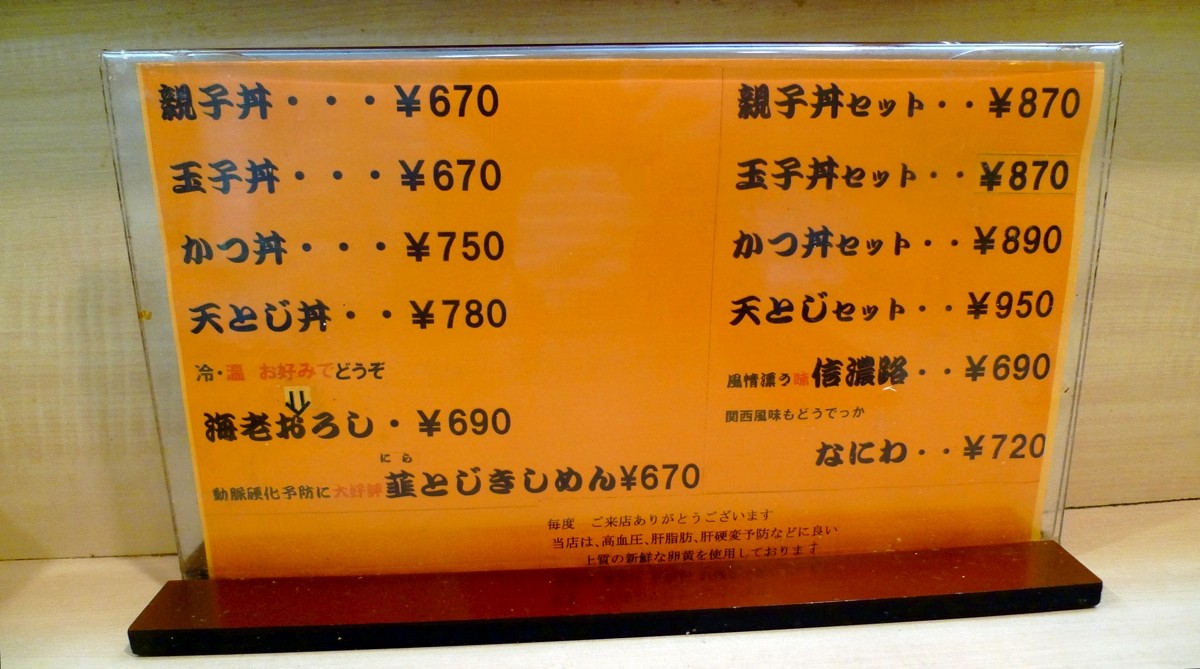 親子丼・・・¥670
玉子丼・・・¥670
かつ丼・・・¥750
天とじ丼・・¥780
冷・温 お好みでどうぞ
海老おろし・¥690
にら
動脈硬化予防に大好評韮とじきしめん¥670
親子丼セット・・¥870
玉子丼セット・・¥870
かつ丼セット・・¥890
天とじセット・・¥950
風情漂う味信濃路・・¥690
関西風味もどうでっか
なにわ・・¥720
毎度 ご来店ありがとうございます
当店は、高血圧、肝脂肪、肝硬変予防などに良い
上質の新鮮な卵黄を使用しております